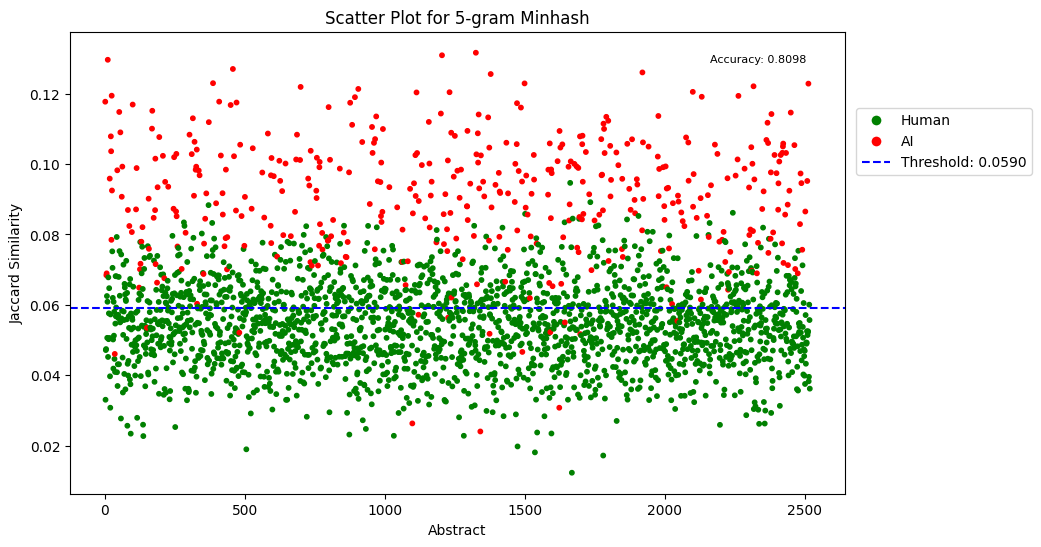 Scatter Plot for 5-gram Minhash
Accuracy: 0.8098
Human
AI
Threshold: 0.0590
Jaccard Similarity
0.12
0.10
0.08
0.06
0.04
0.02
0
500
1000
1500
2000
2500
Abstract